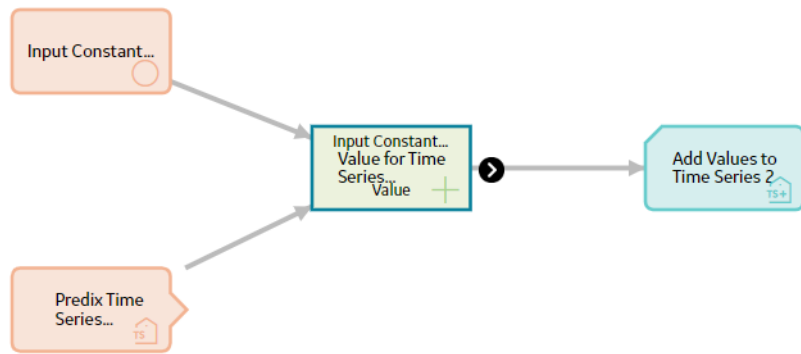 Input Constant...
Input Constant...
Value for Time
Series...
Value
Add Values to
Time Series 2
TS+
Predix Time
Series...
TS